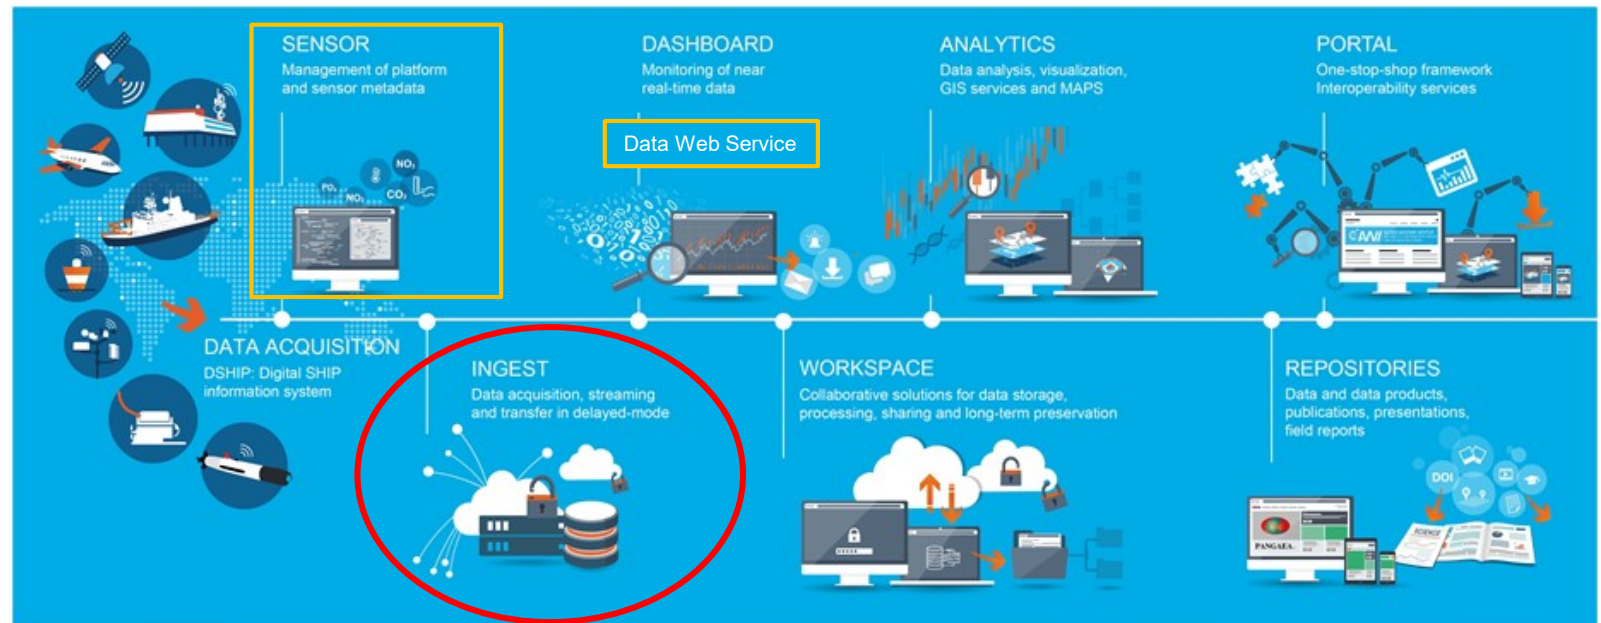 SENSOR
Management of platform
and sensor metadata
PO₄
NO₃
NO₂
CO₂
DATA ACQUISITION
DSHIP: Digital SHIP
information system
INGEST
Data acquisition, streaming
and transfer in delayed-mode
DASHBOARD
Monitoring of near
real-time data
Data Web Service
WORKSPACE
Collaborative solutions for data storage,
processing, sharing and long-term preservation
ANALYTICS
Data analysis, visualization,
GIS services and MAPS
PORTAL
One-stop-shop framework
Interoperability services
AWI
REPOSITORIES
Data and data products,
publications, presentations,
field reports
DOI
PANGAEA.
SCIENCE